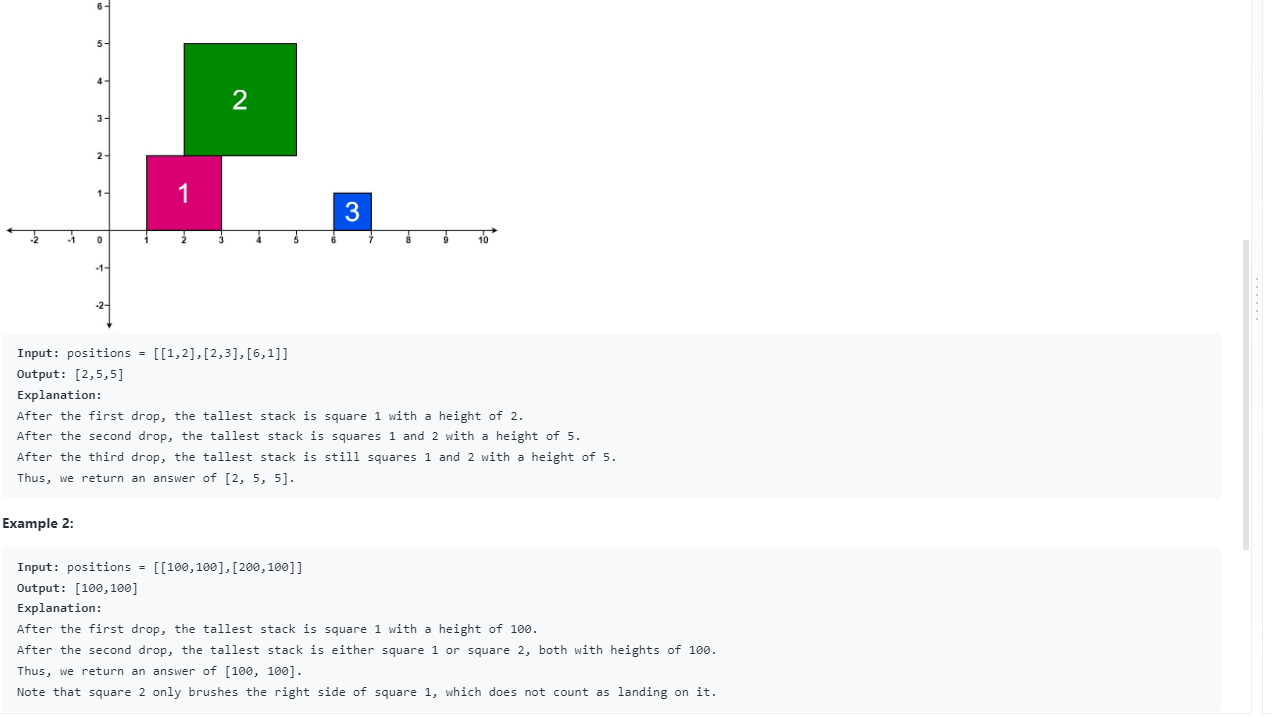 6
5
4
3
2
1
-2 -1 0 1 2 3 4 5 6 7 8 9 10
-1
-2
2
1
3
Input: positions = [[1,2],[2,3],[6,1]]
Output: [2,5,5]
Explanation:
After the first drop, the tallest stack is square 1 with a height of 2.
After the second drop, the tallest stack is squares 1 and 2 with a height of 5.
After the third drop, the tallest stack is still squares 1 and 2 with a height of 5.
Thus, we return an answer of [2, 5, 5].
Example 2:
Input: positions = [[100,100],[200,100]]
Output: [100,100]
Explanation:
After the first drop, the tallest stack is square 1 with a height of 100.
After the second drop, the tallest stack is either square 1 or square 2, both with heights of 100.
Thus, we return an answer of [100, 100].
Note that square 2 only brushes the right side of square 1, which does not count as landing on it.